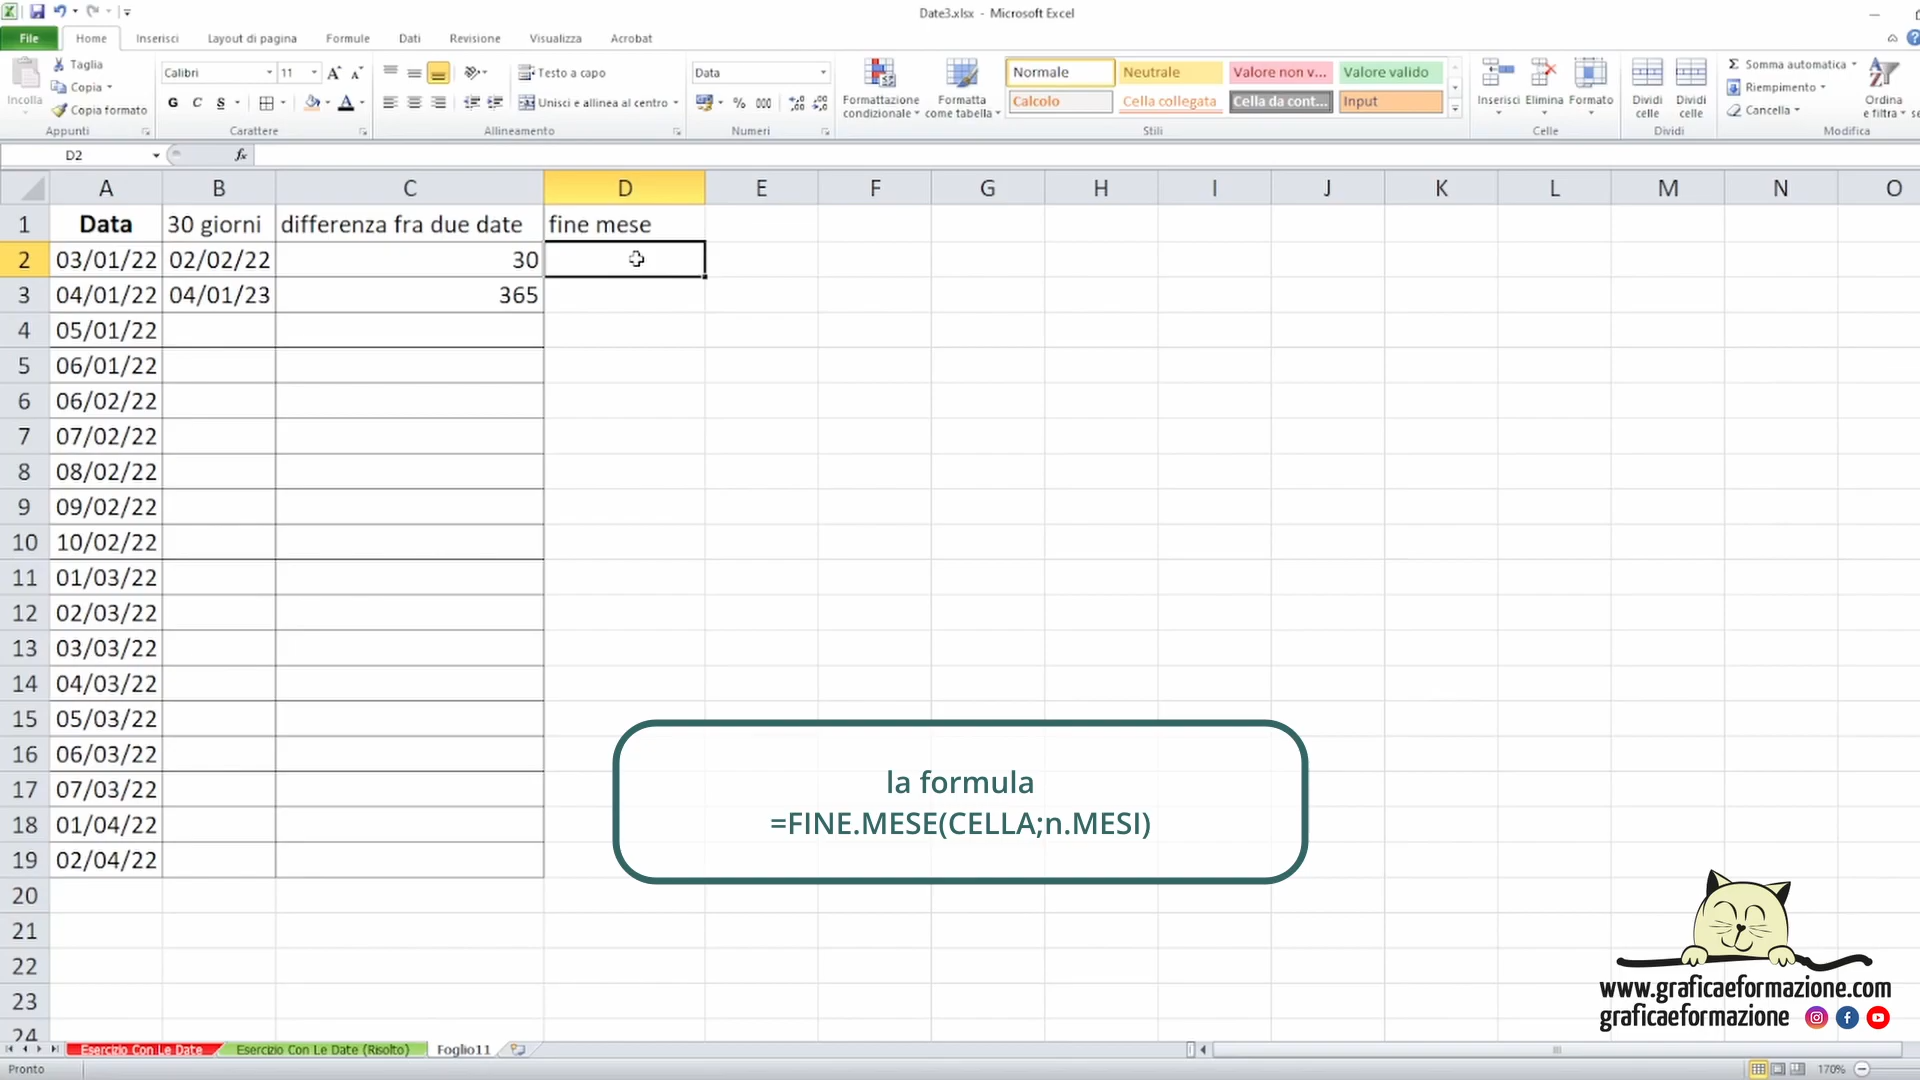 Date3.xlsx - Microsoft Excel
File Home Inserisci Layout di pagina Formule Dati Revisione Visualizza Acrobat
Incolla
Taglia
Copia
Copia formato
Appunti
Calibri 11
G C S
Carattere
Testo a capo
Unisci e allinea al centro
Allineamento
Data
% 000
Numeri
Formattazione condizionale
Formatta come tabella
Normale Neutrale Valore non v... Valore valido
Calcolo Cella collegata Cella da cont... Input
Stili
Inserisci Elimina Formato
Celle
Dividi celle Dividi celle
Dividi
Somma automatica
Riempimento
Cancella
Ordina
e filtra
Modifica
D2 fx
A B C D E F G H I J K L M N O
1 Data 30 giorni differenza fra due date fine mese
2 03/01/22 02/02/22 30
3 04/01/22 04/01/23 365
4 05/01/22
5 06/01/22
6 06/02/22
7 07/02/22
8 08/02/22
9 09/02/22
10 10/02/22
11 01/03/22
12 02/03/22
13 03/03/22
14 04/03/22
15 05/03/22
16 06/03/22
17 07/03/22
18 01/04/22
19 02/04/22
20
21
22
23
24
la formula
=FINE.MESE(CELLA;n.MESI)
www.graficaeformazione.com
graficaeformazione
Esercizio Con Le Date Esercizio Con Le Date (Risolto) Foglio11
Pronto 170%